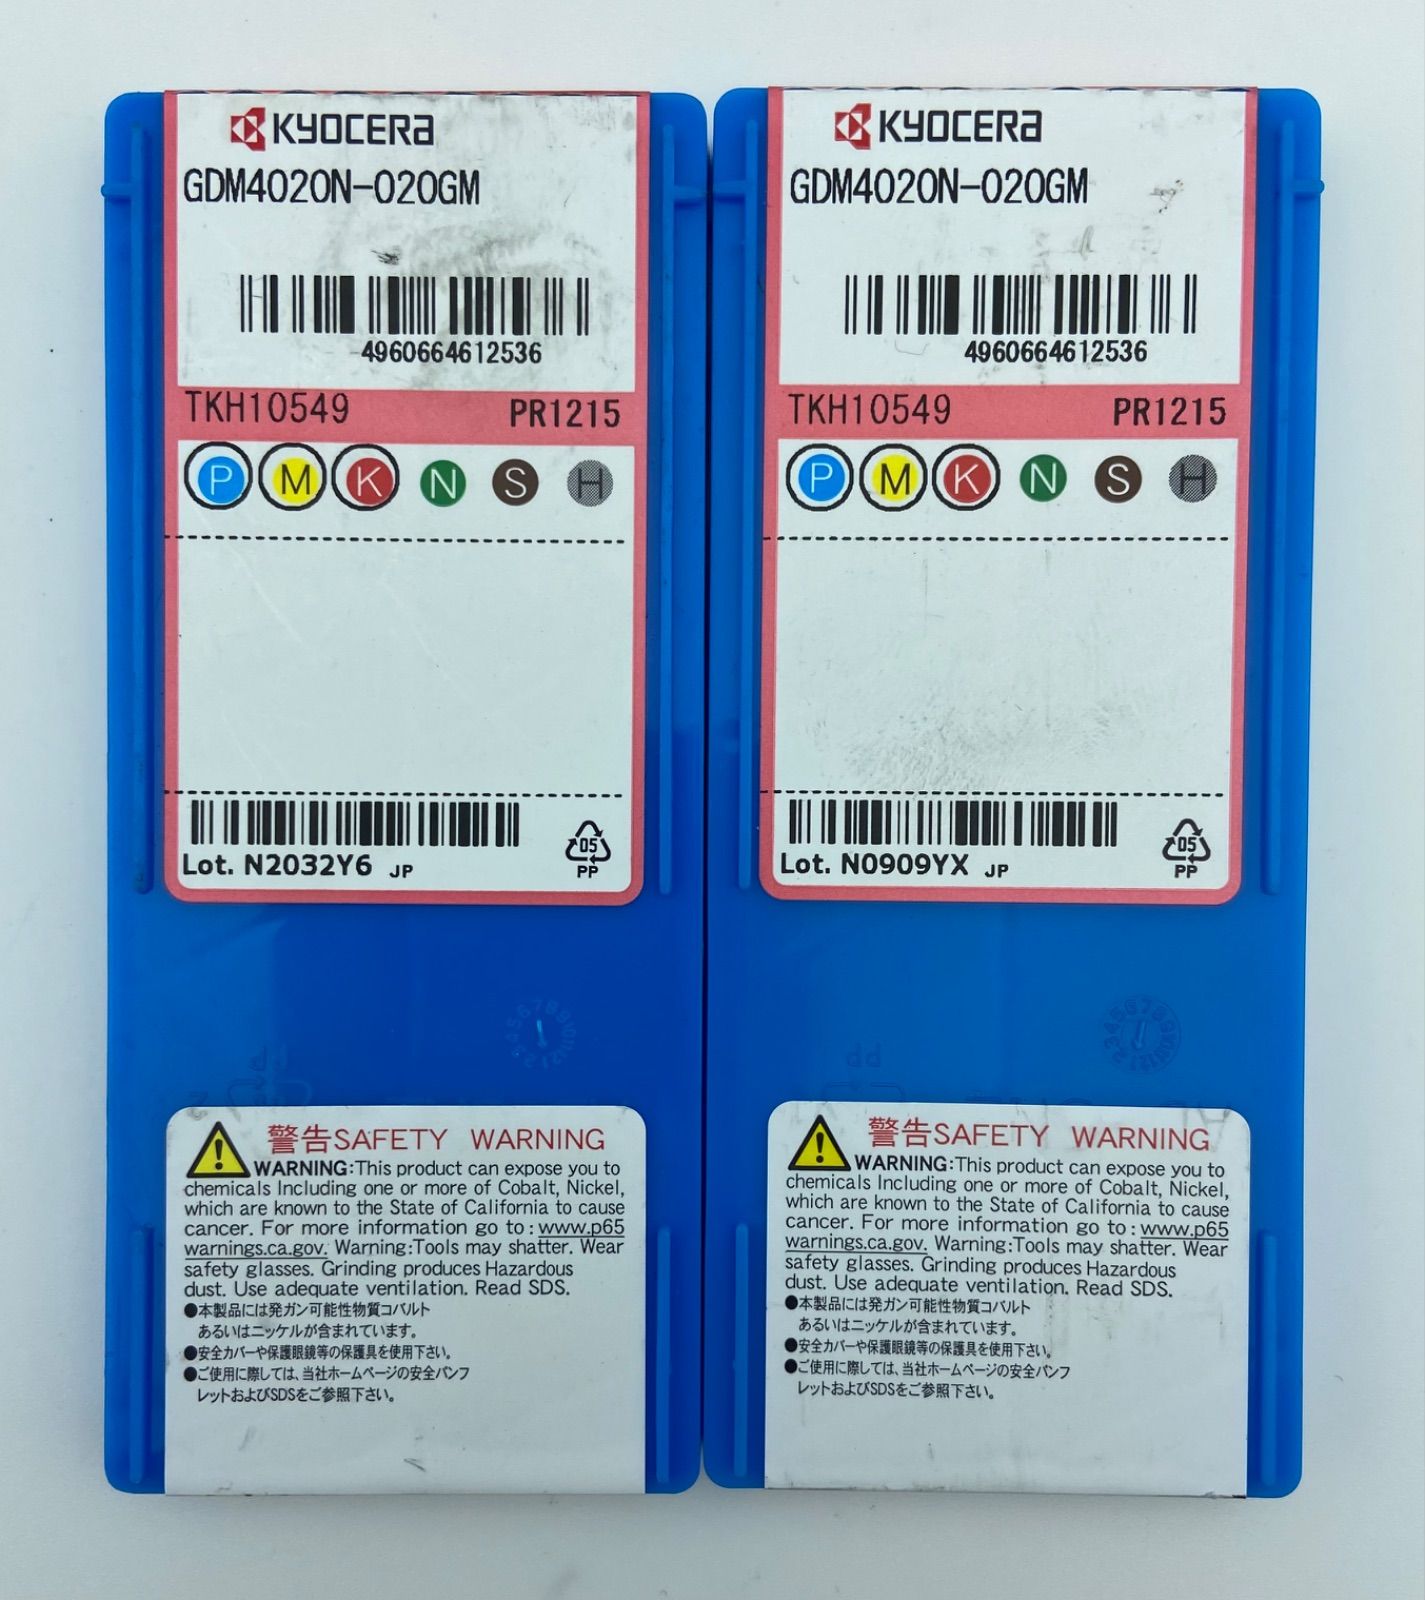 KYOCERA
GDM4020N-020GM
4960664612536
TKH10549 PR1215
P M K N S H
Lot. N2032Y6 JP
05
PP
警告SAFETY WARNING
WARNING:This product can expose you to
chemicals Including one or more of Cobalt, Nickel,
which are known to the State of California to cause
cancer. For more information go to : www.p65
warnings.ca.gov. Warning:Tools may shatter. Wear
safety glasses. Grinding produces Hazardous
dust. Use adequate ventilation. Read SDS.
●本製品には発ガン可能性物質コバルト
あるいはニッケルが含まれています。
●安全カバーや保護眼鏡等の保護具を使用下さい。
●ご使用に際しては、当社ホームページの安全パンフ
レットおよびSDSをご参照下さい。
KYOCERA
GDM4020N-020GM
4960664612536
TKH10549 PR1215
P M K N S H
Lot. N0909YX JP
05
PP
警告SAFETY WARNING
WARNING:This product can expose you to
chemicals Including one or more of Cobalt, Nickel,
which are known to the State of California to cause
cancer. For more information go to : www.p65
warnings.ca.gov. Warning:Tools may shatter. Wear
safety glasses. Grinding produces Hazardous
dust. Use adequate ventilation. Read SDS.
●本製品には発ガン可能性物質コバルト
あるいはニッケルが含まれています。
●安全カバーや保護眼鏡等の保護具を使用下さい。
●ご使用に際しては、当社ホームページの安全パンフ
レットおよびSDSをご参照下さい。